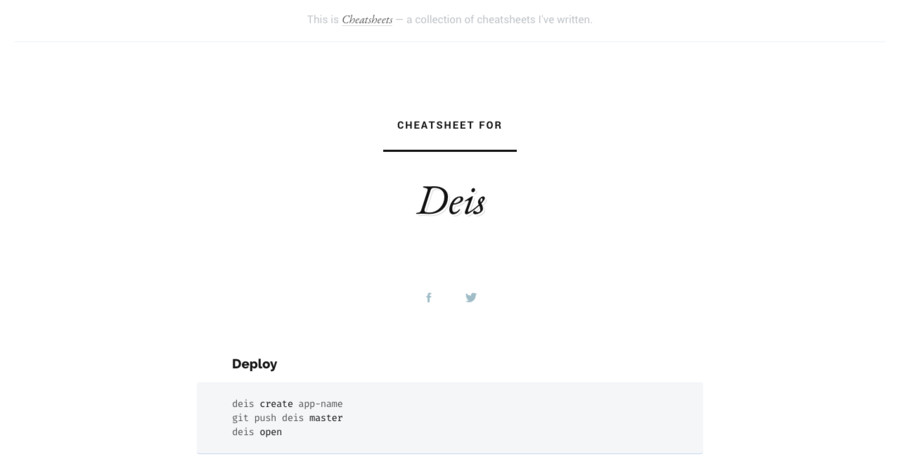 This is Cheatsheets — a collection of cheatsheets I've written.
CHEATSHEET FOR
Deis
Deploy
deis create app-name
git push deis master
deis open